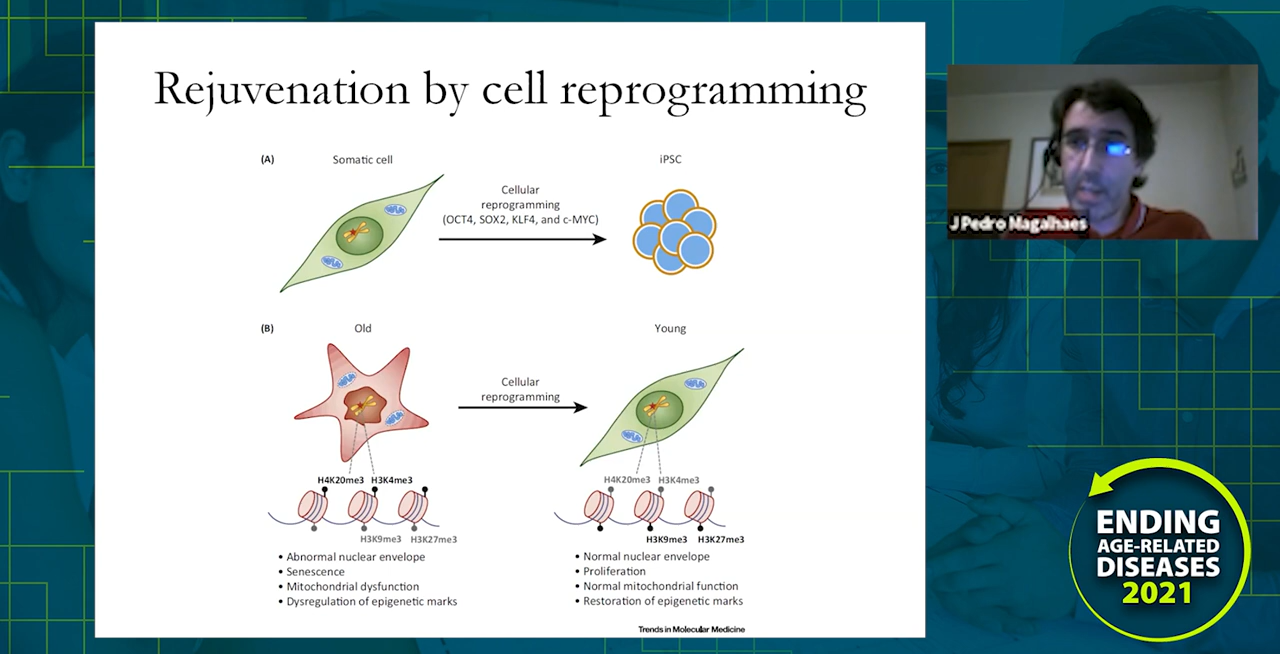 Rejuvenation by cell reprogramming
(A)
Somatic cell
iPSC
Cellular
reprogramming
(OCT4, SOX2, KLF4, and c-MYC)
(B)
Old
Young
Cellular
reprogramming
H4K20me3 H3K4me3
H3K9me3 H3K27me3
• Abnormal nuclear envelope
• Senescence
• Mitochondrial dysfunction
• Dysregulation of epigenetic marks
H4K20me3 H3K4me3
H3K9me3 H3K27me3
• Normal nuclear envelope
• Proliferation
• Normal mitochondrial function
• Restoration of epigenetic marks
Trends in Molecular Medicine
J Pedro Nagalhaes
ENDING
AGE-RELATED
DISEASES
2021